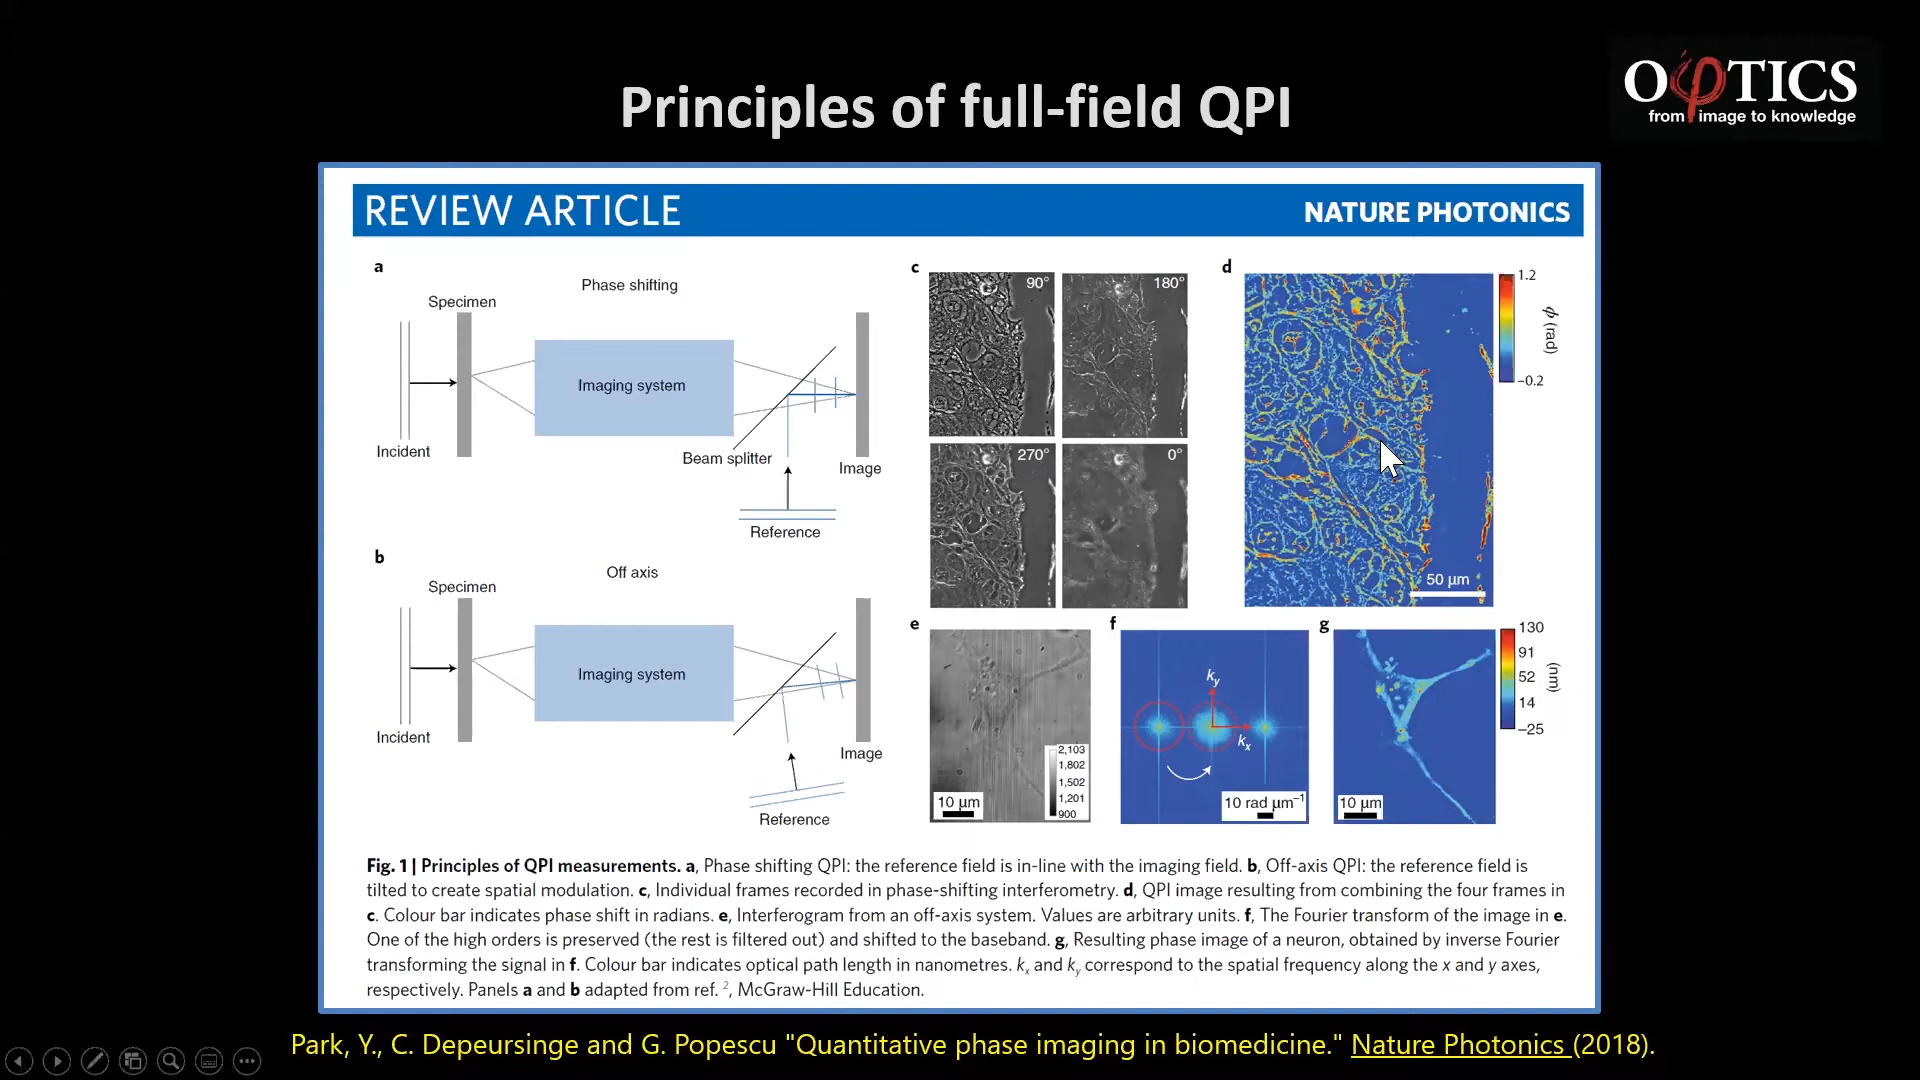 OφTICS
from image to knowledge
Principles of full-field QPI
REVIEW ARTICLE
NATURE PHOTONICS
a
Phase shifting
Specimen
Imaging system
Incident
Beam splitter
Image
Reference
b
Off axis
Specimen
Imaging system
Incident
Image
Reference
c
90°
180°
270°
0°
d
1.2
ϕ (rad)
−0.2
50 µm
e
2,103
1,802
1,502
1,201
900
10 µm
f
ky
kx
10 rad µm−1
g
130
91
52
14
−25
(nm)
10 µm
Fig. 1 | Principles of QPI measurements. a, Phase shifting QPI: the reference field is in-line with the imaging field. b, Off-axis QPI: the reference field is
tilted to create spatial modulation. c, Individual frames recorded in phase-shifting interferometry. d, QPI image resulting from combining the four frames in
c. Colour bar indicates phase shift in radians. e, Interferogram from an off-axis system. Values are arbitrary units. f, The Fourier transform of the image in e.
One of the high orders is preserved (the rest is filtered out) and shifted to the baseband. g, Resulting phase image of a neuron, obtained by inverse Fourier
transforming the signal in f. Colour bar indicates optical path length in nanometres. kx and ky correspond to the spatial frequency along the x and y axes,
respectively. Panels a and b adapted from ref. 2, McGraw-Hill Education.
Park, Y., C. Depeursinge and G. Popescu "Quantitative phase imaging in biomedicine." Nature Photonics (2018).